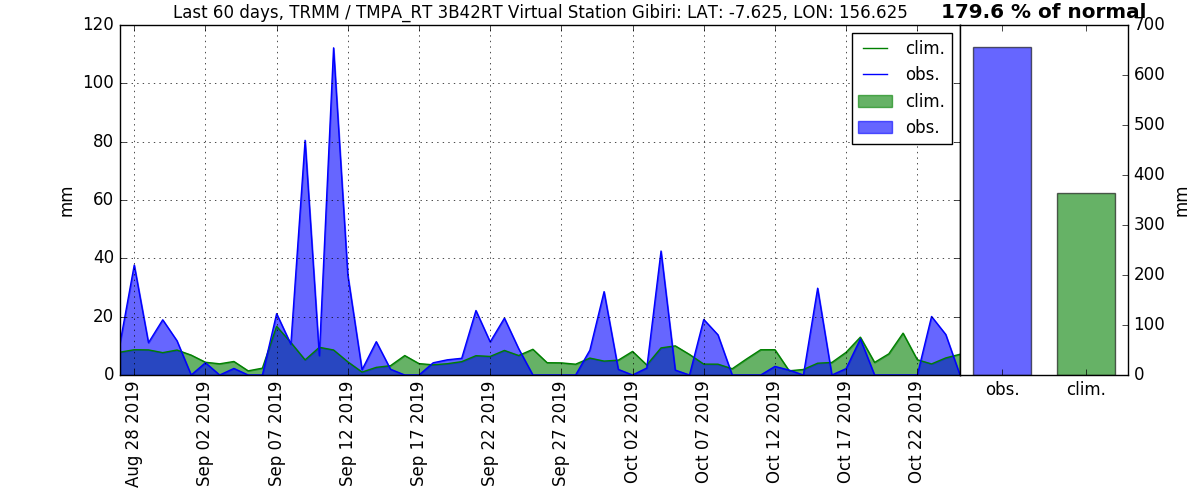 Last 60 days, TRMM / TMPA_RT 3B42RT Virtual Station Gibiri: LAT: -7.625, LON: 156.625
179.6 % of normal
120
100
80
60
40
20
0
mm
clim.
obs.
clim.
obs.
700
600
500
400
300
200
100
0
mm
Aug 28 2019
Sep 02 2019
Sep 07 2019
Sep 12 2019
Sep 17 2019
Sep 22 2019
Sep 27 2019
Oct 02 2019
Oct 07 2019
Oct 12 2019
Oct 17 2019
Oct 22 2019
obs.
clim.